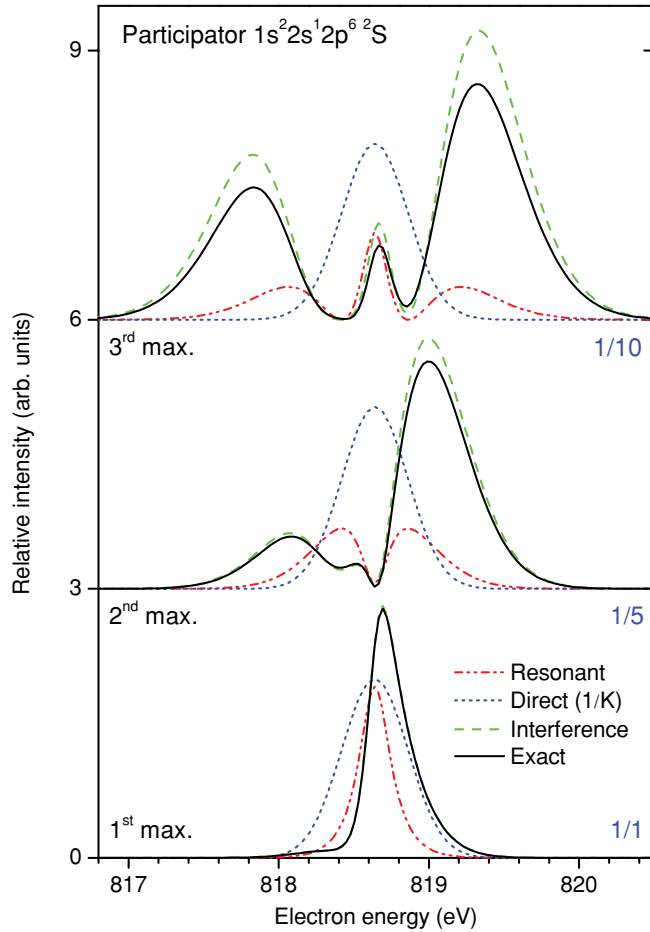 Participator 1s²2s¹2p⁶ ²S
9
6
3rd max.
1/10
3
2nd max.
1/5
Resonant
Direct (1/K)
Interference
Exact
1st max.
1/1
0
817
818
819
820
Electron energy (eV)
Relative intensity (arb. units)